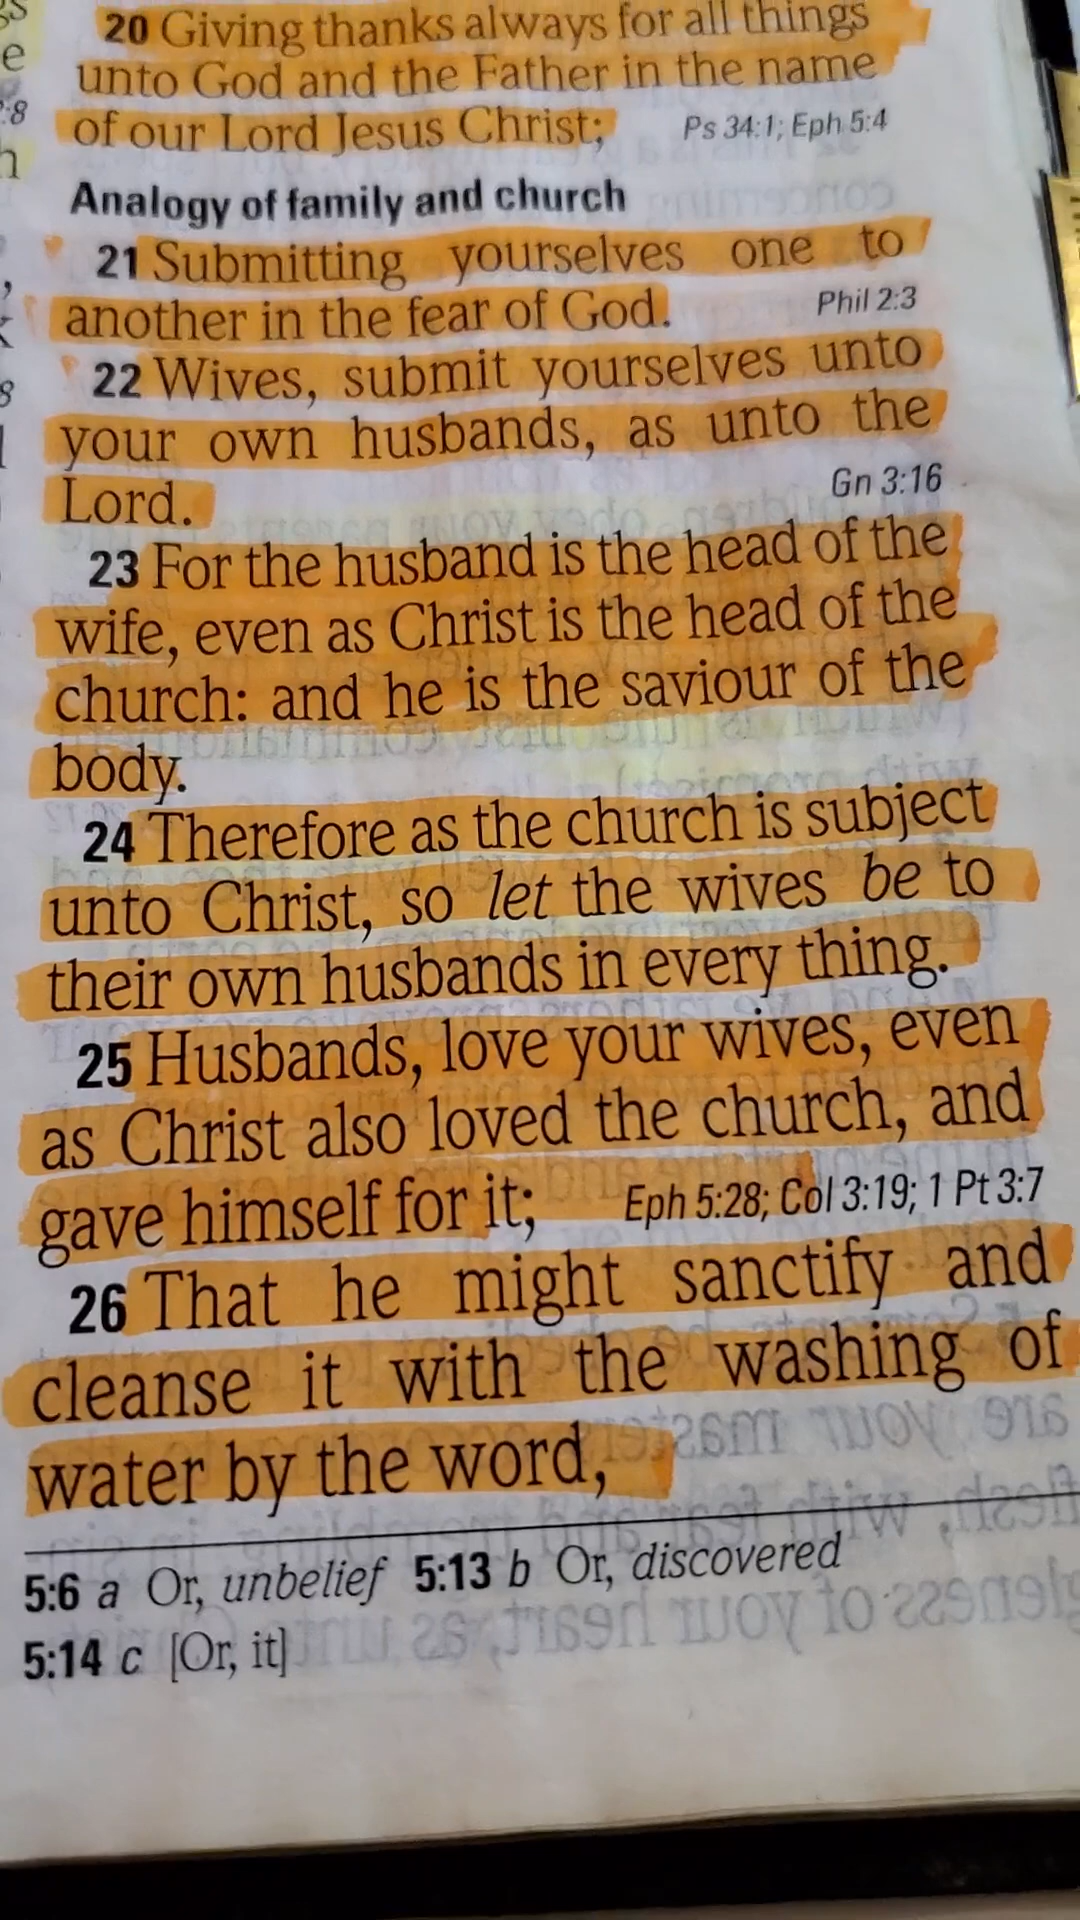 20 Giving thanks always for all things
unto God and the Father in the name
of our Lord Jesus Christ; Ps 34:1; Eph 5:4
Analogy of family and church
21 Submitting yourselves one to
another in the fear of God. Phil 2:3
22 Wives, submit yourselves unto
your own husbands, as unto the
Lord. Gn 3:16
23 For the husband is the head of the
wife, even as Christ is the head of the
church: and he is the saviour of the
body.
24 Therefore as the church is subject
unto Christ, so let the wives be to
their own husbands in every thing.
25 Husbands, love your wives, even
as Christ also loved the church, and
gave himself for it; Eph 5:28; Col 3:19; 1 Pt 3:7
26 That he might sanctify and
cleanse it with the washing of
water by the word,
5:6 a Or, unbelief 5:13 b Or, discovered
5:14 c [Or, it]